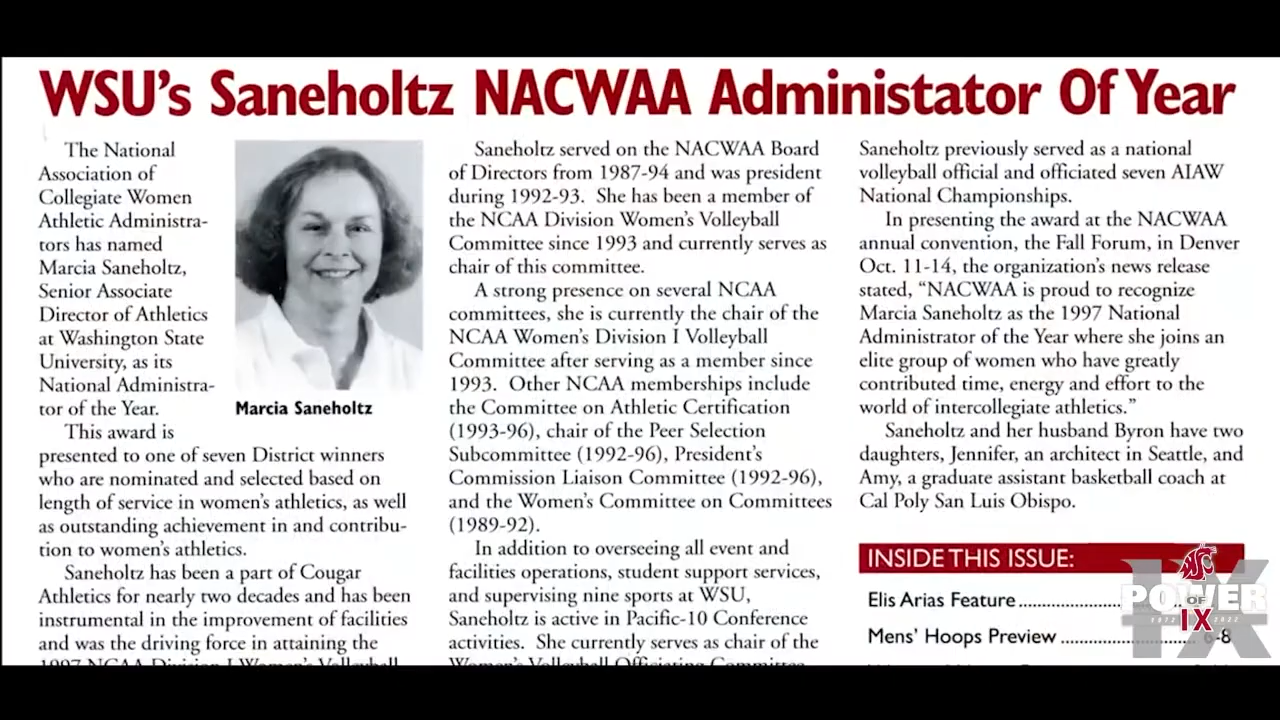 WSU's Saneholtz NACWAA Administator Of Year
The National
Association of
Collegiate Women
Athletic Administra-
tors has named
Marcia Saneholtz,
Senior Associate
Director of Athletics
at Washington State
University, as its
National Administra-
tor of the Year.
This award is
presented to one of seven District winners
who are nominated and selected based on
length of service in women's athletics, as well
as outstanding achievement in and contribu-
tion to women's athletics.
Saneholtz has been a part of Cougar
Athletics for nearly two decades and has been
instrumental in the improvement of facilities
and was the driving force in attaining the
1997 NCAA Division I Women's Volleyball
Marcia Saneholtz
Saneholtz served on the NACWAA Board
of Directors from 1987-94 and was president
during 1992-93. She has been a member of
the NCAA Division Women's Volleyball
Committee since 1993 and currently serves as
chair of this committee.
A strong presence on several NCAA
committees, she is currently the chair of the
NCAA Women's Division I Volleyball
Committee after serving as a member since
1993. Other NCAA memberships include
the Committee on Athletic Certification
(1993-96), chair of the Peer Selection
Subcommittee (1992-96), President's
Commission Liaison Committee (1992-96),
and the Women's Committee on Committees
(1989-92).
In addition to overseeing all event and
facilities operations, student support services,
and supervising nine sports at WSU,
Saneholtz is active in Pacific-10 Conference
activities. She currently serves as chair of the
Women's Volleyball Officiating Committee
Saneholtz previously served as a national
volleyball official and officiated seven AIAW
National Championships.
In presenting the award at the NACWAA
annual convention, the Fall Forum, in Denver
Oct. 11-14, the organization's news release
stated, "NACWAA is proud to recognize
Marcia Saneholtz as the 1997 National
Administrator of the Year where she joins an
elite group of women who have greatly
contributed time, energy and effort to the
world of intercollegiate athletics."
Saneholtz and her husband Byron have two
daughters, Jennifer, an architect in Seattle, and
Amy, a graduate assistant basketball coach at
Cal Poly San Luis Obispo.
INSIDE THIS ISSUE:
Elis Arias Feature
Mens' Hoops Preview 6-8
IX
POWER
OF
1972 IX 2022